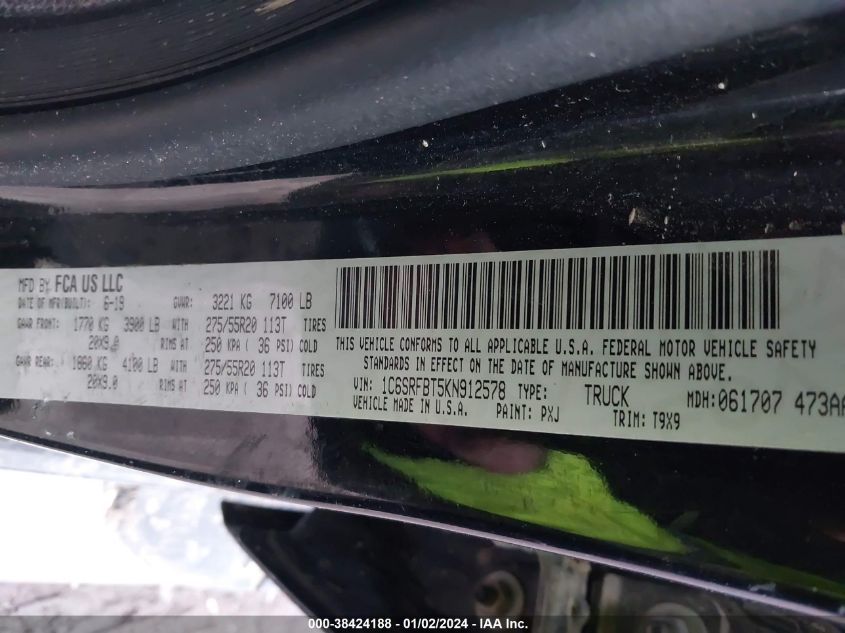 MFD BY FCA US LLC
DATE OF MFR(BUILT): 6-19 GVWR: 3221 KG 7100 LB
GAWR FRONT: 1770 KG 3900 LB WITH 275/55R20 113T TIRES
20X9.0 RIMS AT 250 KPA ( 36 PSI) COLD
GAWR REAR: 1860 KG 4100 LB WITH 275/55R20 113T TIRES
20X9.0 RIMS AT 250 KPA ( 36 PSI) COLD
THIS VEHICLE CONFORMS TO ALL APPLICABLE U.S.A. FEDERAL MOTOR VEHICLE SAFETY
STANDARDS IN EFFECT ON THE DATE OF MANUFACTURE SHOWN ABOVE.
VIN: 1C6SRFBT5KN912578 TYPE: TRUCK MDH: 061707 473AA
VEHICLE MADE IN U.S.A. PAINT: PXJ TRIM: T9X9
000-38424188 - 01/02/2024 - IAA Inc.